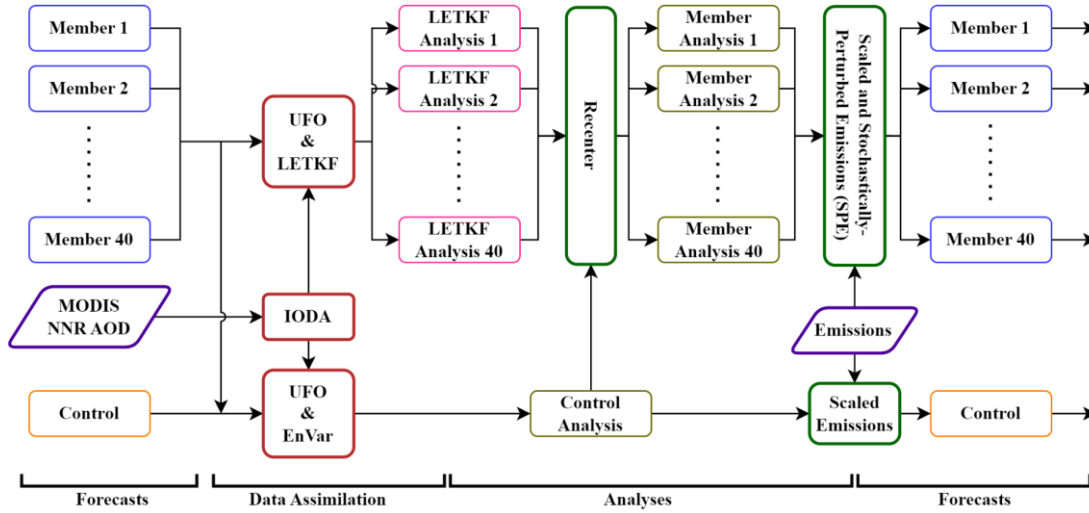 Member 1
Member 2
Member 40
MODIS
NNR AOD
Control
UFO
&
LETKF
IODA
UFO
&
EnVar
LETKF
Analysis 1
LETKF
Analysis 2
LETKF
Analysis 40
Recenter
Control
Analysis
Member
Analysis 1
Member
Analysis 2
Member
Analysis 40
Scaled and Stochastically-
Perturbed Emissions (SPE)
Emissions
Scaled
Emissions
Member 1
Member 2
Member 40
Control
Forecasts
Data Assimilation
Analyses
Forecasts